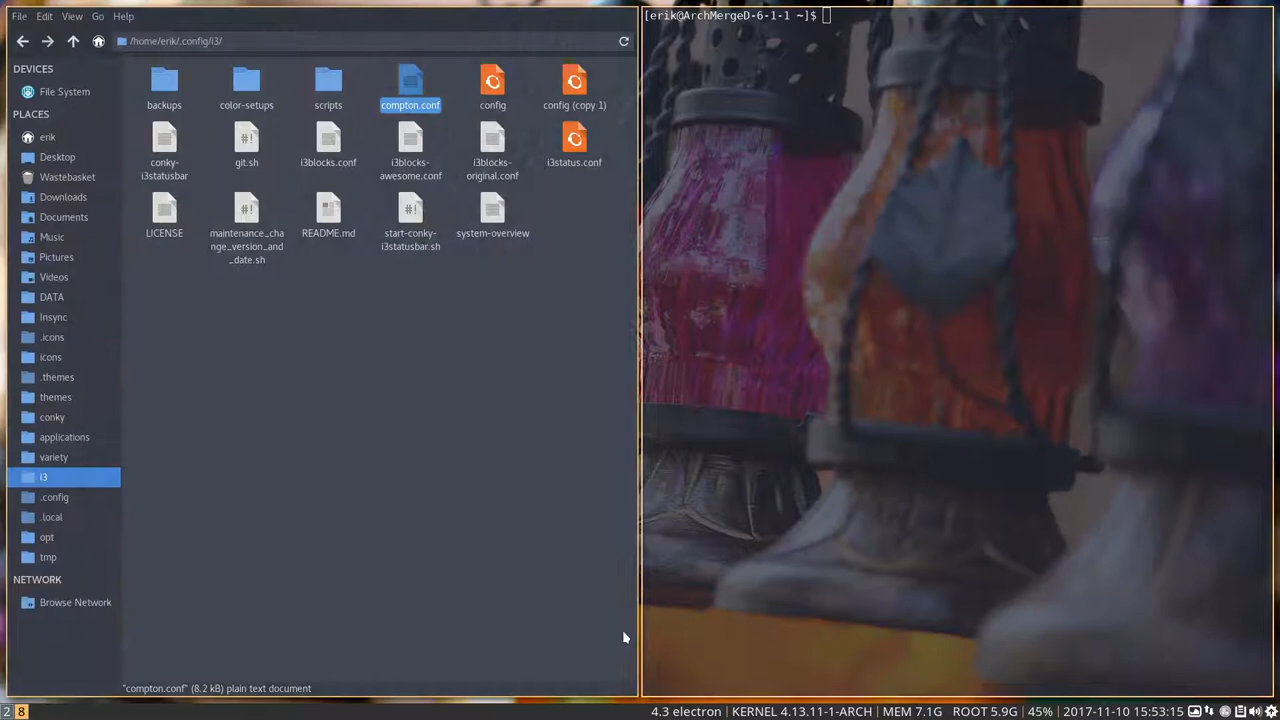 File Edit View Go Help
/home/erik/.config/i3/
DEVICES
File System
PLACES
erik
Desktop
Wastebasket
Downloads
Documents
Music
Pictures
Videos
DATA
Insync
.icons
icons
.themes
themes
conky
applications
variety
i3
.config
.local
opt
tmp
NETWORK
Browse Network
backups color-setups scripts compton.conf config config (copy 1)
conky-i3statusbar
git.sh
i3blocks.conf
i3blocks-awesome.conf
i3blocks-original.conf
i3status.conf
LICENSE
maintenance_change_version_and_date.sh
README.md
start-conky-i3statusbar.sh
system-overview
"compton.conf" (8.2 kB) plain text document
[erik@ArchMergeD-6-1-1 ~]$
2 8
4.3 electron | KERNEL 4.13.11-1-ARCH | MEM 7.1G ROOT 5.9G | 45% | 2017-11-10 15:53:15